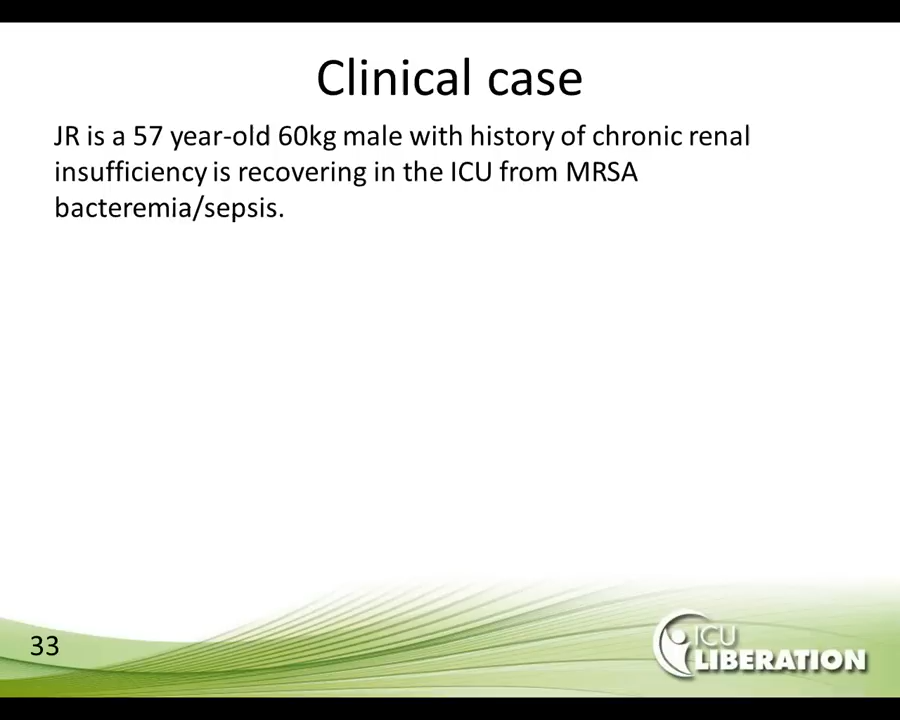 Clinical case
JR is a 57 year-old 60kg male with history of chronic renal
insufficiency is recovering in the ICU from MRSA
bacteremia/sepsis.
33
ICU
LIBERATION